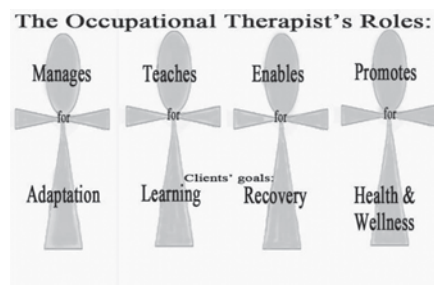 The Occupational Therapist's Roles:
Manages Teaches Enables Promotes
for for for for
Clients' goals:
Adaptation Learning Recovery Health &
Wellness